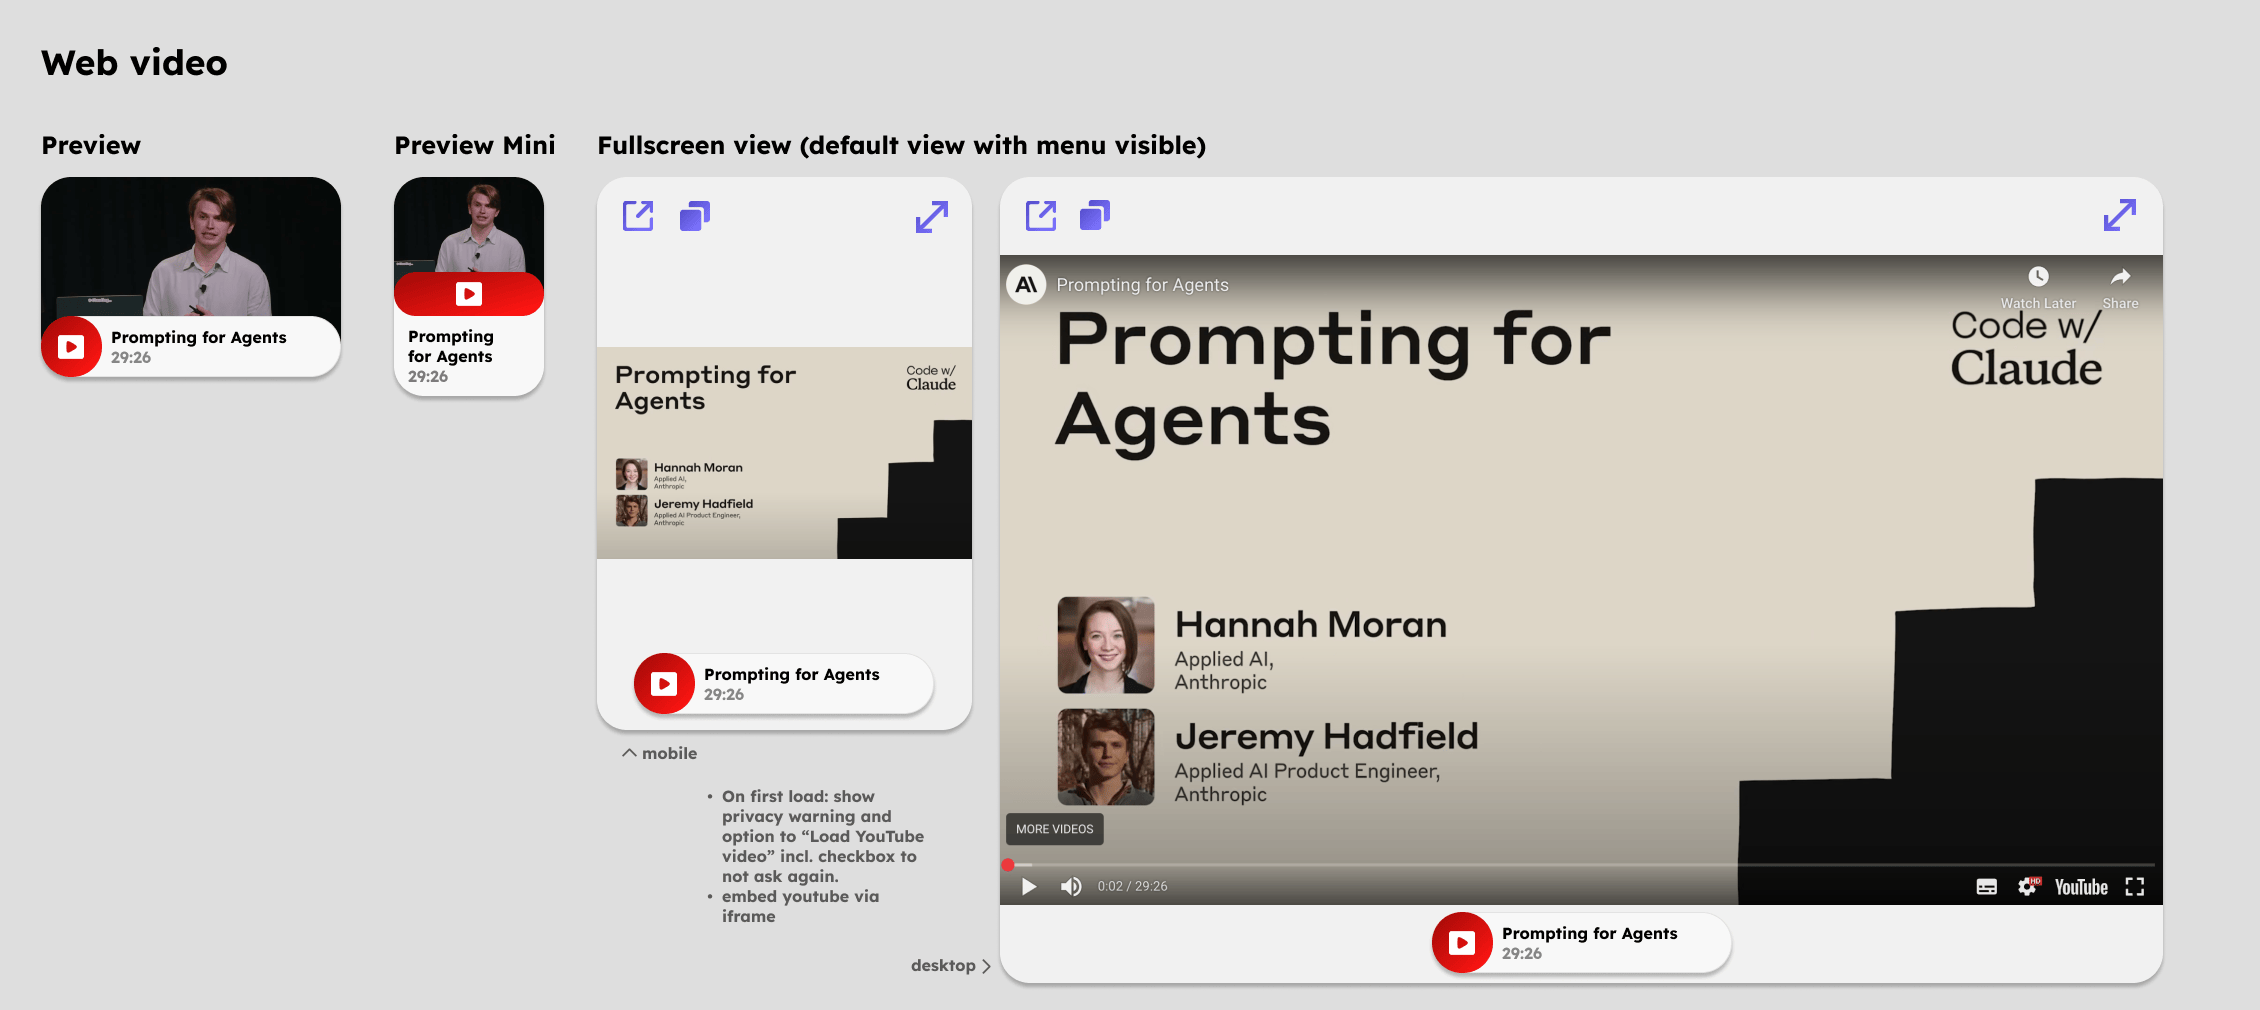 Web video
Preview
Preview Mini
Fullscreen view (default view with menu visible)
Prompting for Agents
29:26
Prompting
for Agents
29:26
Prompting for
Agents
Code w/
Claude
Hannah Moran
Applied AI,
Anthropic
Jeremy Hadfield
Applied AI Product Engineer,
Anthropic
Prompting for Agents
29:26
mobile
• On first load: show
privacy warning and
option to “Load YouTube
video” incl. checkbox to
not ask again.
• embed youtube via
iframe
desktop
Prompting for Agents
Watch Later
Share
Prompting for
Agents
Code w/
Claude
Hannah Moran
Applied AI,
Anthropic
Jeremy Hadfield
Applied AI Product Engineer,
Anthropic
MORE VIDEOS
0:02 / 29:26
HD
YouTube
Prompting for Agents
29:26